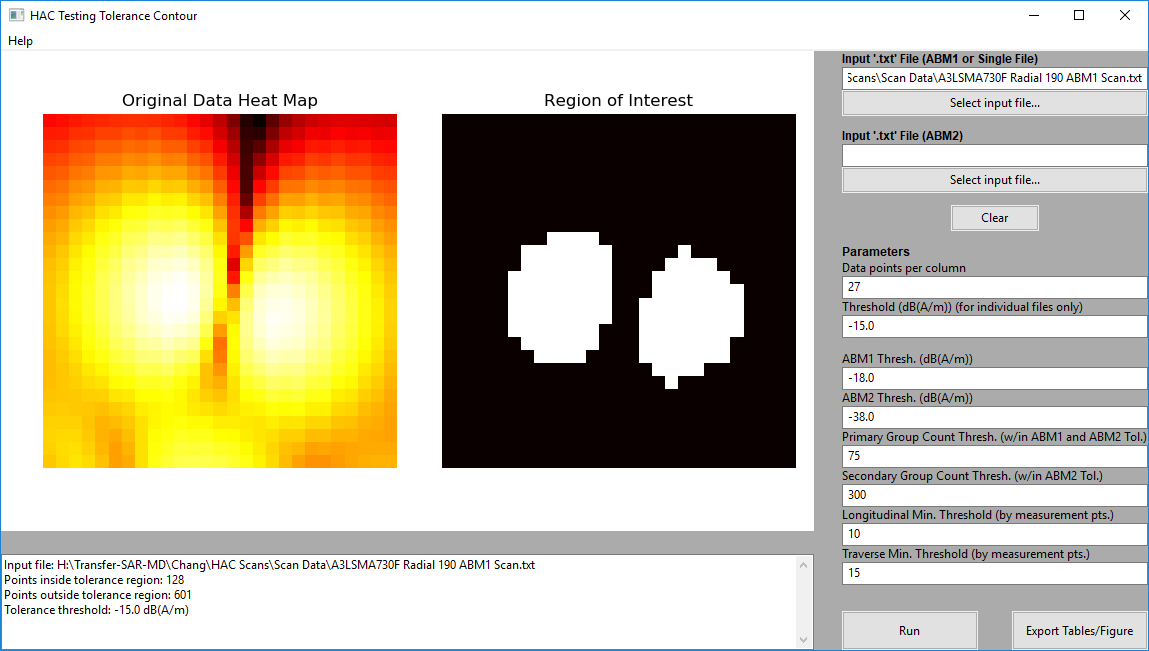 HAC Testing Tolerance Contour
Help
Original Data Heat Map
Region of Interest
Input '.txt' File (ABM1 or Single File)
Scans\Scan Data\A3LSMA730F Radial 190 ABM1 Scan.txt
Select input file...
Input '.txt' File (ABM2)
Select input file...
Clear
Parameters
Data points per column
27
Threshold (dB(A/m)) (for individual files only)
-15.0
ABM1 Thresh. (dB(A/m))
-18.0
ABM2 Thresh. (dB(A/m))
-38.0
Primary Group Count Thresh. (w/in ABM1 and ABM2 Tol.)
75
Secondary Group Count Thresh. (w/in ABM2 Tol.)
300
Longitudinal Min. Threshold (by measurement pts.)
10
Traverse Min. Threshold (by measurement pts.)
15
Run
Export Tables/Figure
Input file: H:\Transfer-SAR-MD\Chang\HAC Scans\Scan Data\A3LSMA730F Radial 190 ABM1 Scan.txt
Points inside tolerance region: 128
Points outside tolerance region: 601
Tolerance threshold: -15.0 dB(A/m)